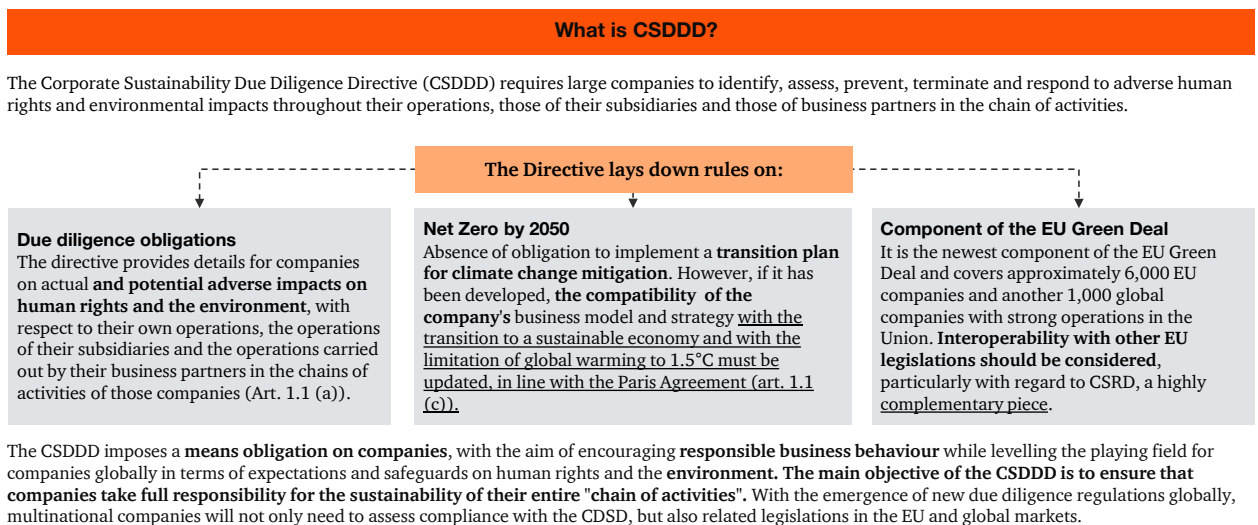 What is CSDDD?
The Corporate Sustainability Due Diligence Directive (CSDDD) requires large companies to identify, assess, prevent, terminate and respond to adverse human
rights and environmental impacts throughout their operations, those of their subsidiaries and those of business partners in the chain of activities.
The Directive lays down rules on:
Due diligence obligations
The directive provides details for companies
on actual and potential adverse impacts on
human rights and the environment, with
respect to their own operations, the operations
of their subsidiaries and the operations carried
out by their business partners in the chains of
activities of those companies (Art. 1.1 (a)).
Net Zero by 2050
Absence of obligation to implement a transition plan
for climate change mitigation. However, if it has
been developed, the compatibility of the
company's business model and strategy with the
transition to a sustainable economy and with the
limitation of global warming to 1.5°C must be
updated, in line with the Paris Agreement (art. 1.1
(c)).
Component of the EU Green Deal
It is the newest component of the EU Green
Deal and covers approximately 6,000 EU
companies and another 1,000 global
companies with strong operations in the
Union. Interoperability with other EU
legislations should be considered,
particularly with regard to CSRD, a highly
complementary piece.
The CSDDD imposes a means obligation on companies, with the aim of encouraging responsible business behaviour while levelling the playing field for
companies globally in terms of expectations and safeguards on human rights and the environment. The main objective of the CSDDD is to ensure that
companies take full responsibility for the sustainability of their entire "chain of activities". With the emergence of new due diligence regulations globally,
multinational companies will not only need to assess compliance with the CDSD, but also related legislations in the EU and global markets.